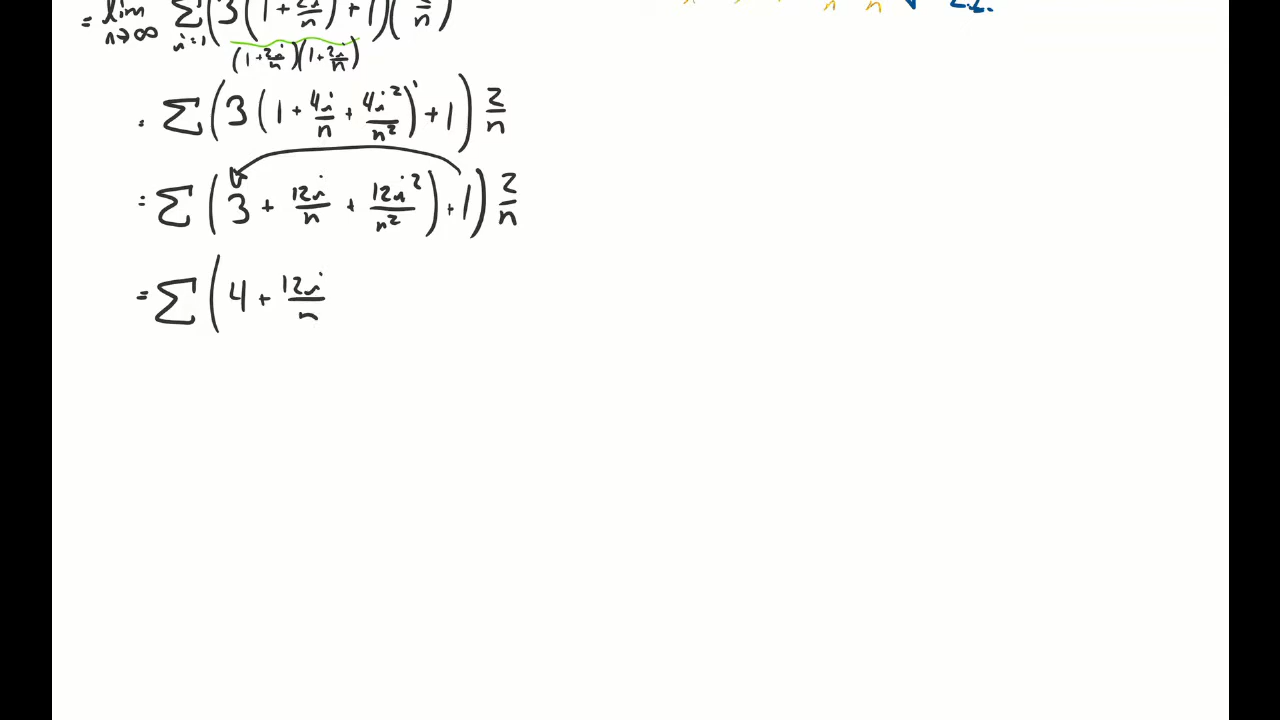 = lim n→∞ Σ i=1 (3(1 + 2i/n) + 1)(2/n)
(1 + 2i/n)(1 + 2i/n)
. Σ (3(1 + 4i/n + 4i²/n²) + 1) 2/n
= Σ (3 + 12i/n + 12i²/n²) + 1) 2/n
= Σ (4 + 12i/n